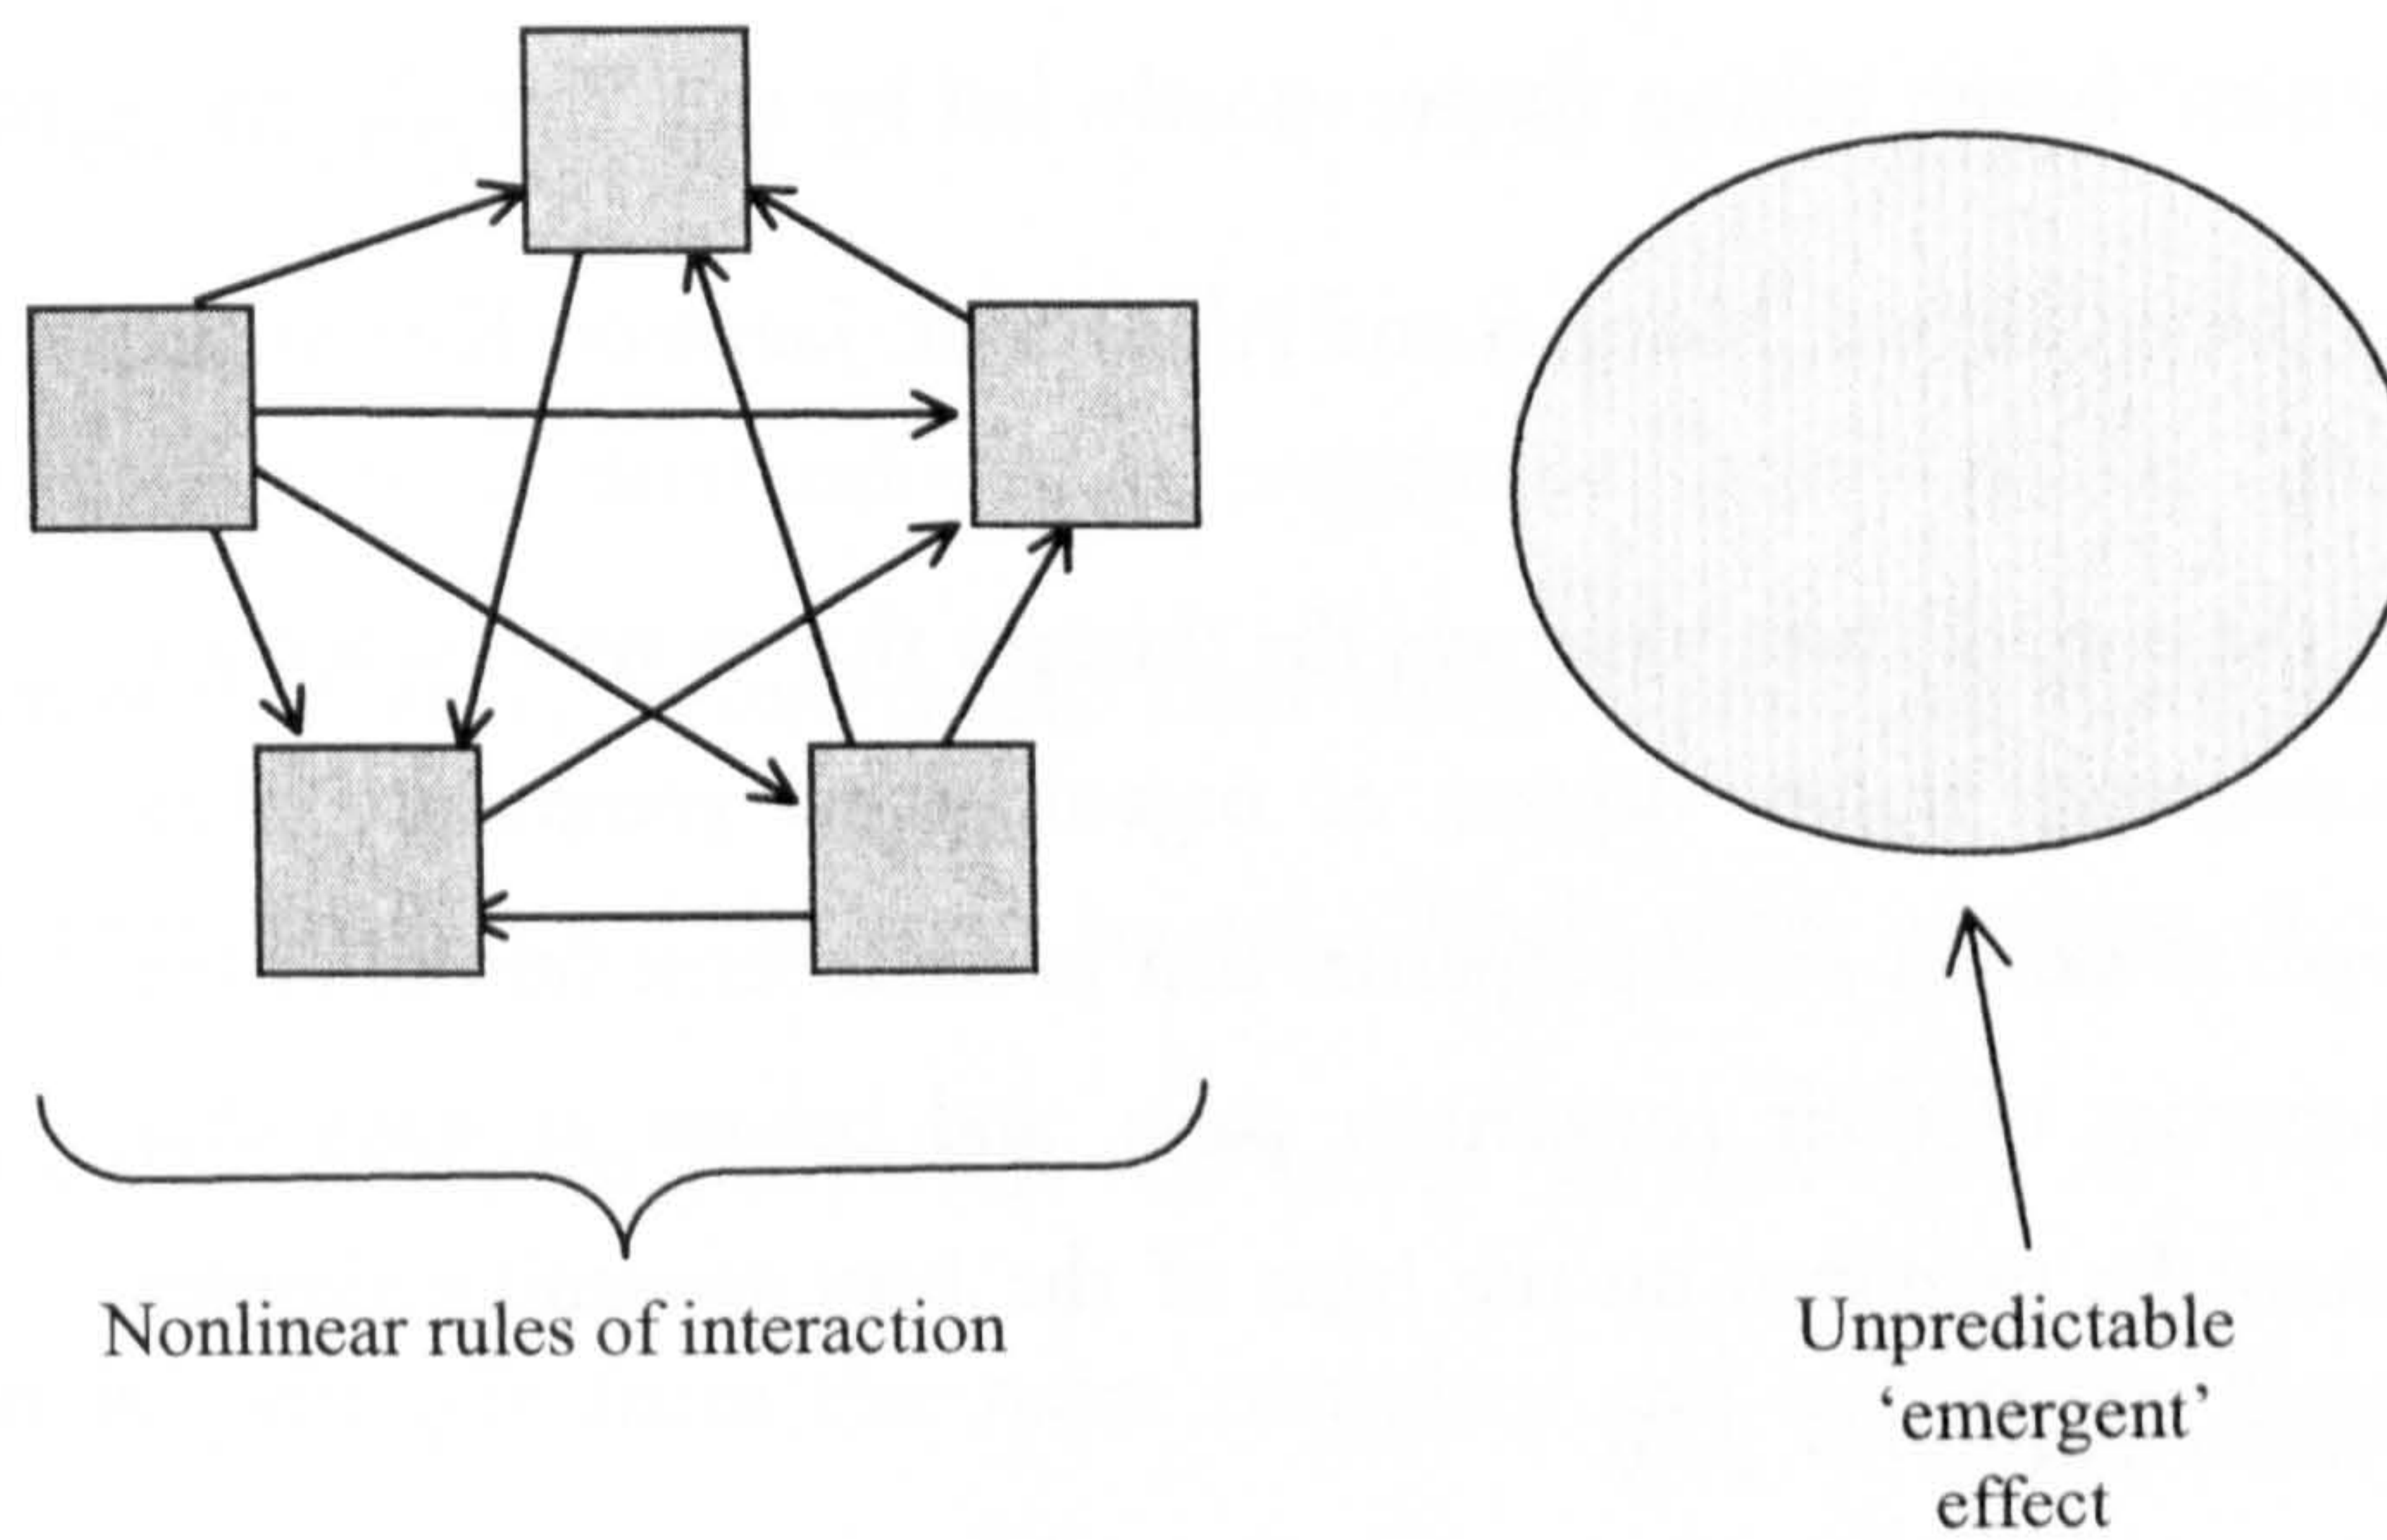 Nonlinear rules of interaction
Unpredictable
‘emergent’
effect